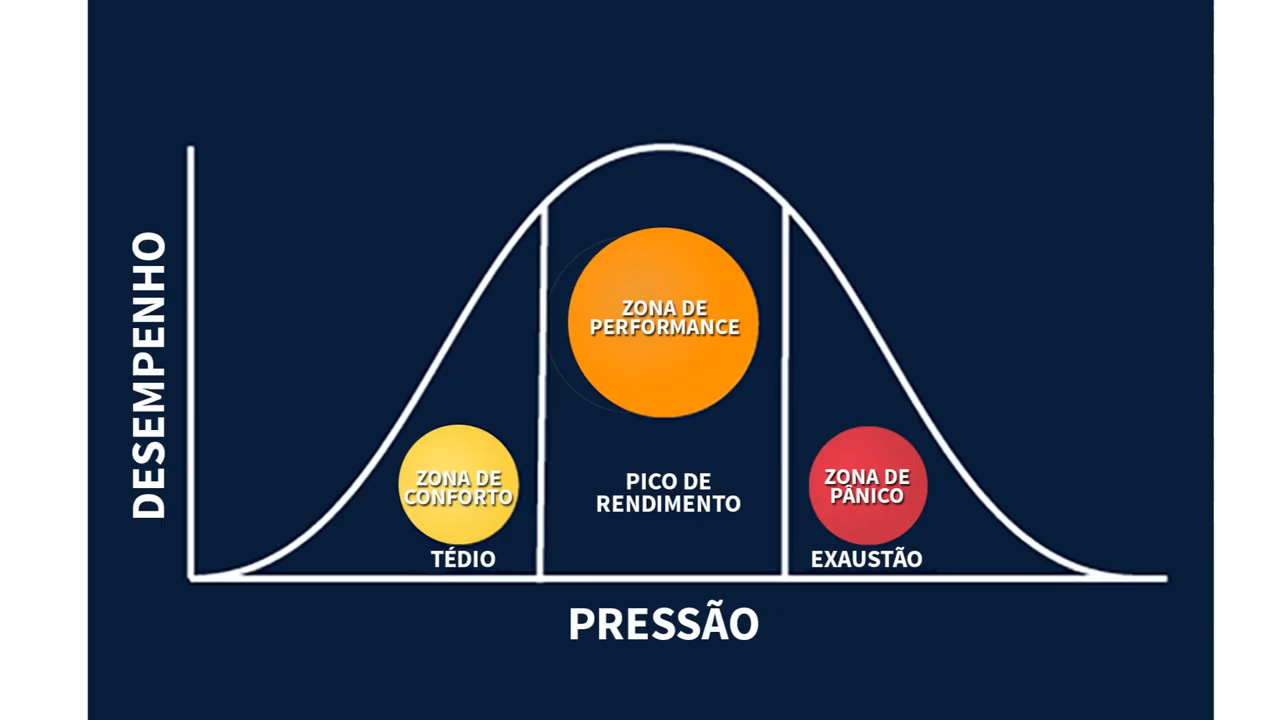 DESEMPENHO
ZONA DE
PERFORMANCE
PICO DE
RENDIMENTO
ZONA DE
CONFORTO
TÉDIO
ZONA DE
PÂNICO
EXAUSTÃO
PRESSÃO